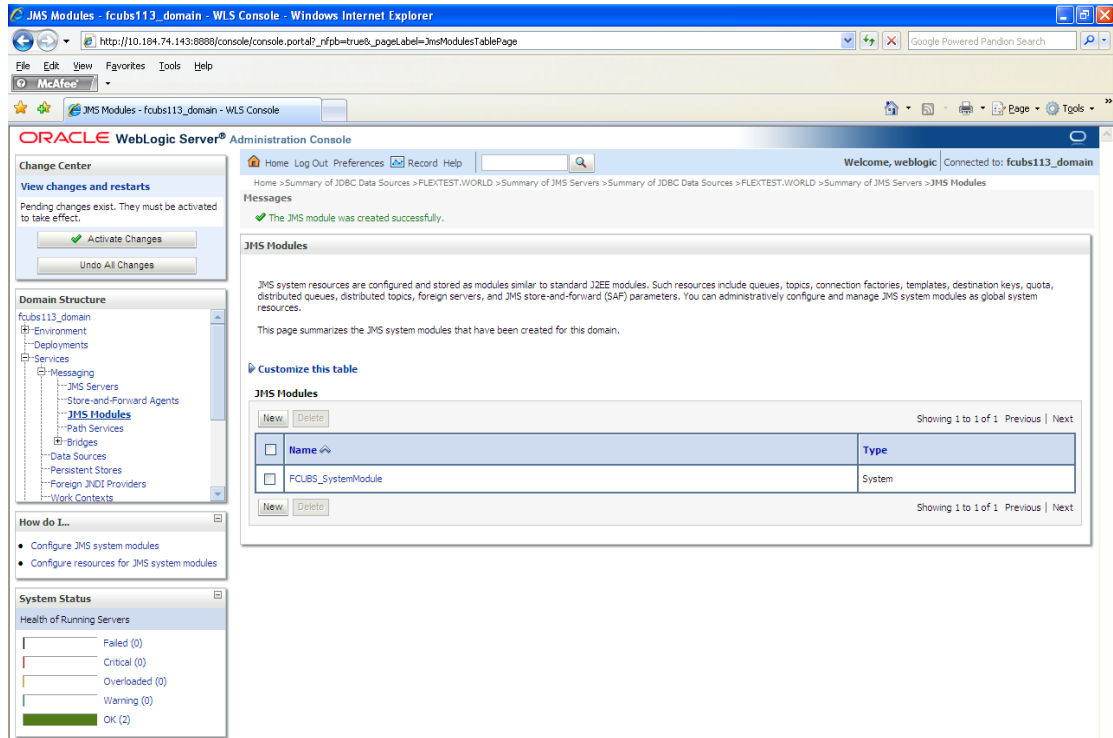 JMS Modules - fcubs113_domain - WLS Console - Windows Internet Explorer
http://10.184.74.143:8888/console/console.portal?_nfpb=true&_pageLabel=JmsModulesTablePage
Google Powered Pandion Search
File Edit View Favorites Tools Help
McAfee
JMS Modules - fcubs113_domain - WLS Console
Page Tools
ORACLE WebLogic Server® Administration Console
Change Center
View changes and restarts
Pending changes exist. They must be activated
to take effect.
Activate Changes
Undo All Changes
Domain Structure
fcubs113_domain
Environment
Deployments
Services
Messaging
JMS Servers
Store-and-Forward Agents
JMS Modules
Path Services
Bridges
Data Sources
Persistent Stores
Foreign JNDI Providers
Work Contexts
How do I...
Configure JMS system modules
Configure resources for JMS system modules
System Status
Health of Running Servers
Failed (0)
Critical (0)
Overloaded (0)
Warning (0)
OK (2)
Home Log Out Preferences Record Help
Welcome, weblogic Connected to: fcubs113_domain
Home >Summary of JDBC Data Sources >FLEXTEST.WORLD >Summary of JMS Servers >Summary of JDBC Data Sources >FLEXTEST.WORLD >Summary of JMS Servers >JMS Modules
Messages
The JMS module was created successfully.
JMS Modules
JMS system resources are configured and stored as modules similar to standard J2EE modules. Such resources include queues, topics, connection factories, templates, destination keys, quota,
distributed queues, distributed topics, foreign servers, and JMS store-and-forward (SAF) parameters. You can administratively configure and manage JMS system modules as global system
resources.
This page summarizes the JMS system modules that have been created for this domain.
Customize this table
JMS Modules
New Delete Showing 1 to 1 of 1 Previous | Next
Name Type
FCUBS_SystemModule System
New Delete Showing 1 to 1 of 1 Previous | Next